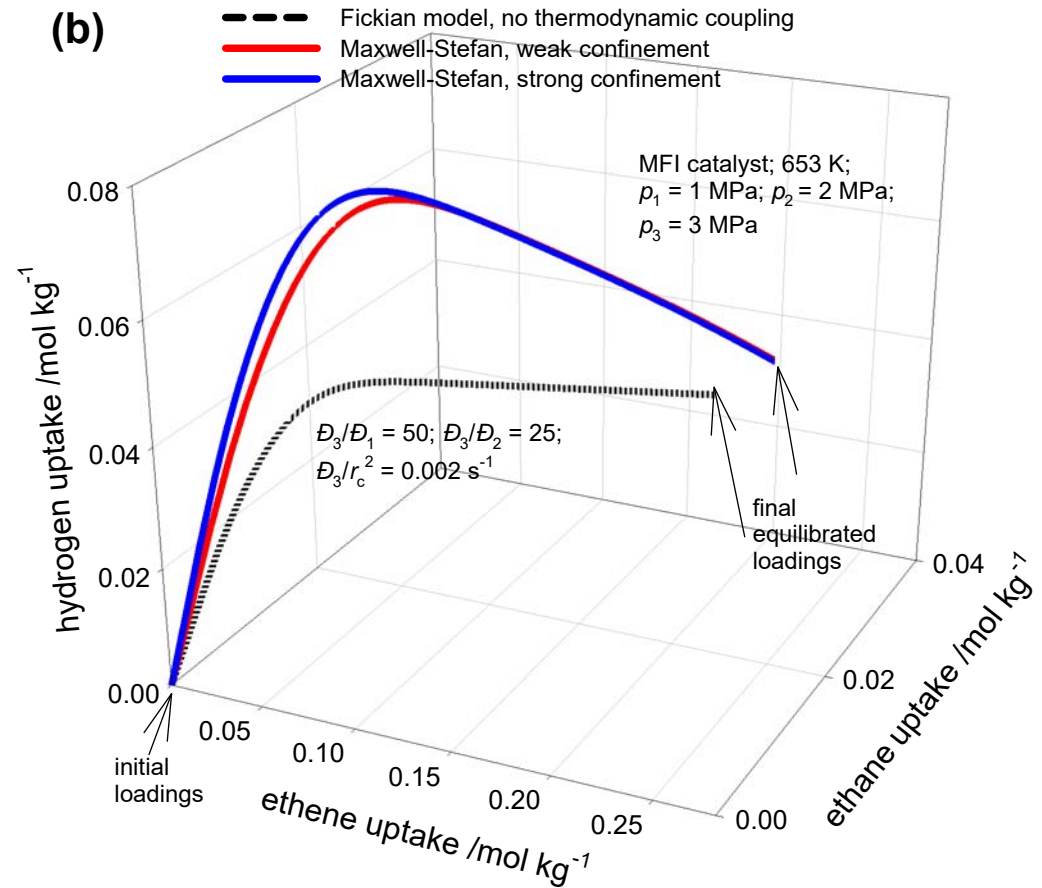 (b)
Fickian model, no thermodynamic coupling
Maxwell-Stefan, weak confinement
Maxwell-Stefan, strong confinement
MFI catalyst; 653 K;
p1 = 1 MPa; p2 = 2 MPa;
p3 = 3 MPa
0.08
0.06
0.04
0.02
0.00
hydrogen uptake /mol kg-1
Đ3/Đ1 = 50; Đ3/Đ2 = 25;
Đ3/rc2 = 0.002 s-1
final
equilibrated
loadings
initial
loadings
0.05
0.10
0.15
0.20
0.25
ethene uptake /mol kg-1
0.00
0.02
0.04
ethane uptake /mol kg-1